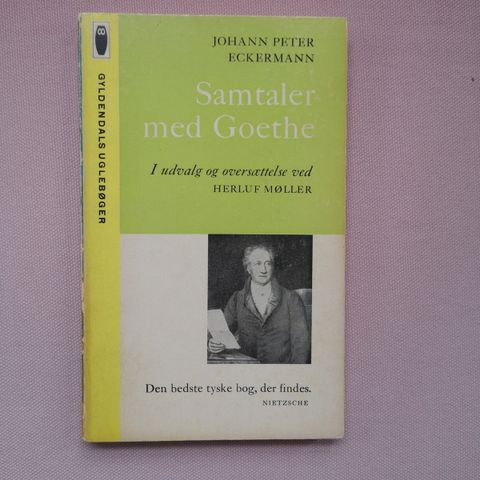 GYLDENDALS UGLEBØGER
JOHANN PETER
ECKERMANN
Samtaler
med Goethe
I udvalg og oversættelse ved
HERLUF MØLLER
Den bedste tyske bog, der findes.
NIETZSCHE